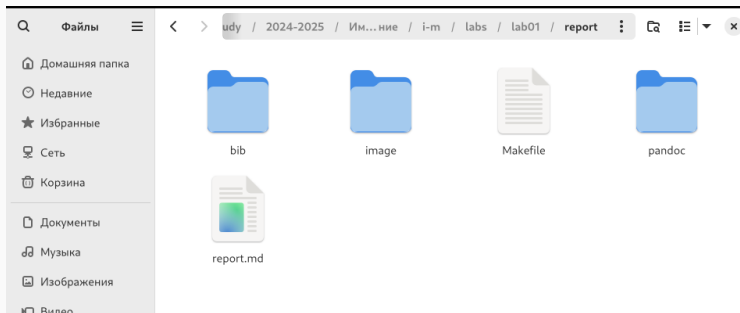 Файлы
udy / 2024-2025 / Им…ние / i-m / labs / lab01 / report
Домашняя папка
Недавние
Избранные
Сеть
Корзина
Документы
Музыка
Изображения
Видео
bib
image
Makefile
pandoc
report.md